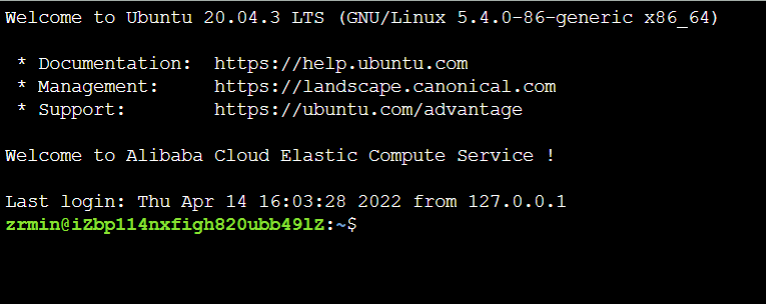 Welcome to Ubuntu 20.04.3 LTS (GNU/Linux 5.4.0-86-generic x86_64)
* Documentation:  https://help.ubuntu.com
* Management:     https://landscape.canonical.com
* Support:        https://ubuntu.com/advantage
Welcome to Alibaba Cloud Elastic Compute Service !
Last login: Thu Apr 14 16:03:28 2022 from 127.0.0.1
zrmin@iZbp114nxfigh820ubb49lZ:~$